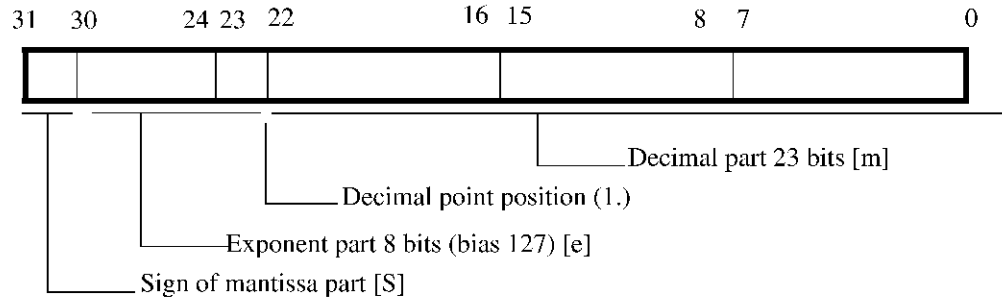 31 30 24 23 22 16 15 8 7 0
Decimal part 23 bits [m]
Decimal point position (1.)
Exponent part 8 bits (bias 127) [e]
Sign of mantissa part [S]